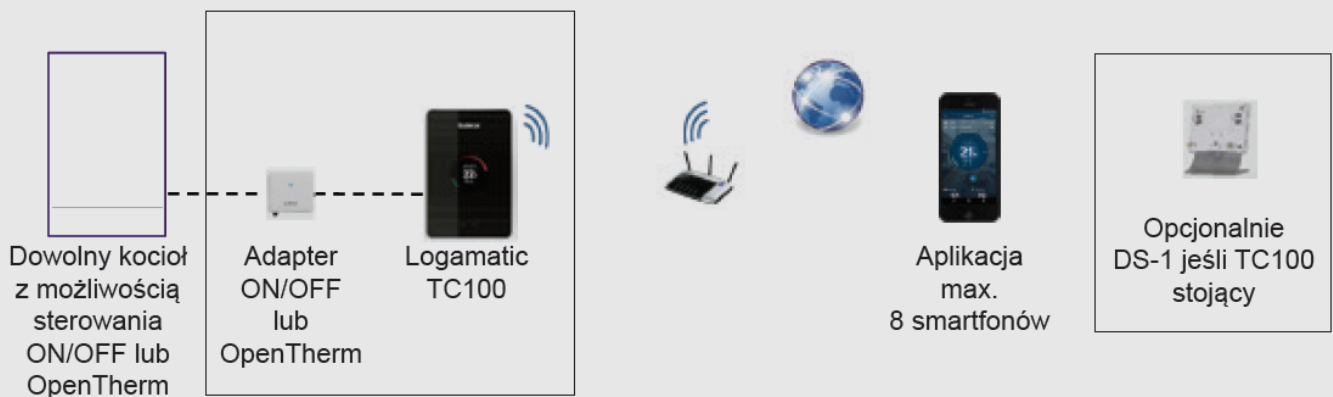 Dowolny kocioł
z możliwością
sterowania
ON/OFF lub
OpenTherm
Adapter
ON/OFF
lub
OpenTherm
Logamatic
TC100
Aplikacja
max.
8 smartfonów
Opcjonalnie
DS-1 jeśli TC100
stojący